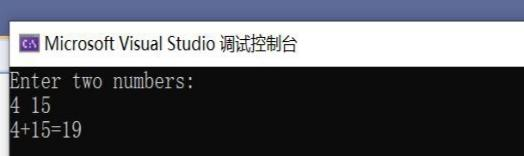 Microsoft Visual Studio 调试控制台
Enter two numbers:
4 15
4+15=19